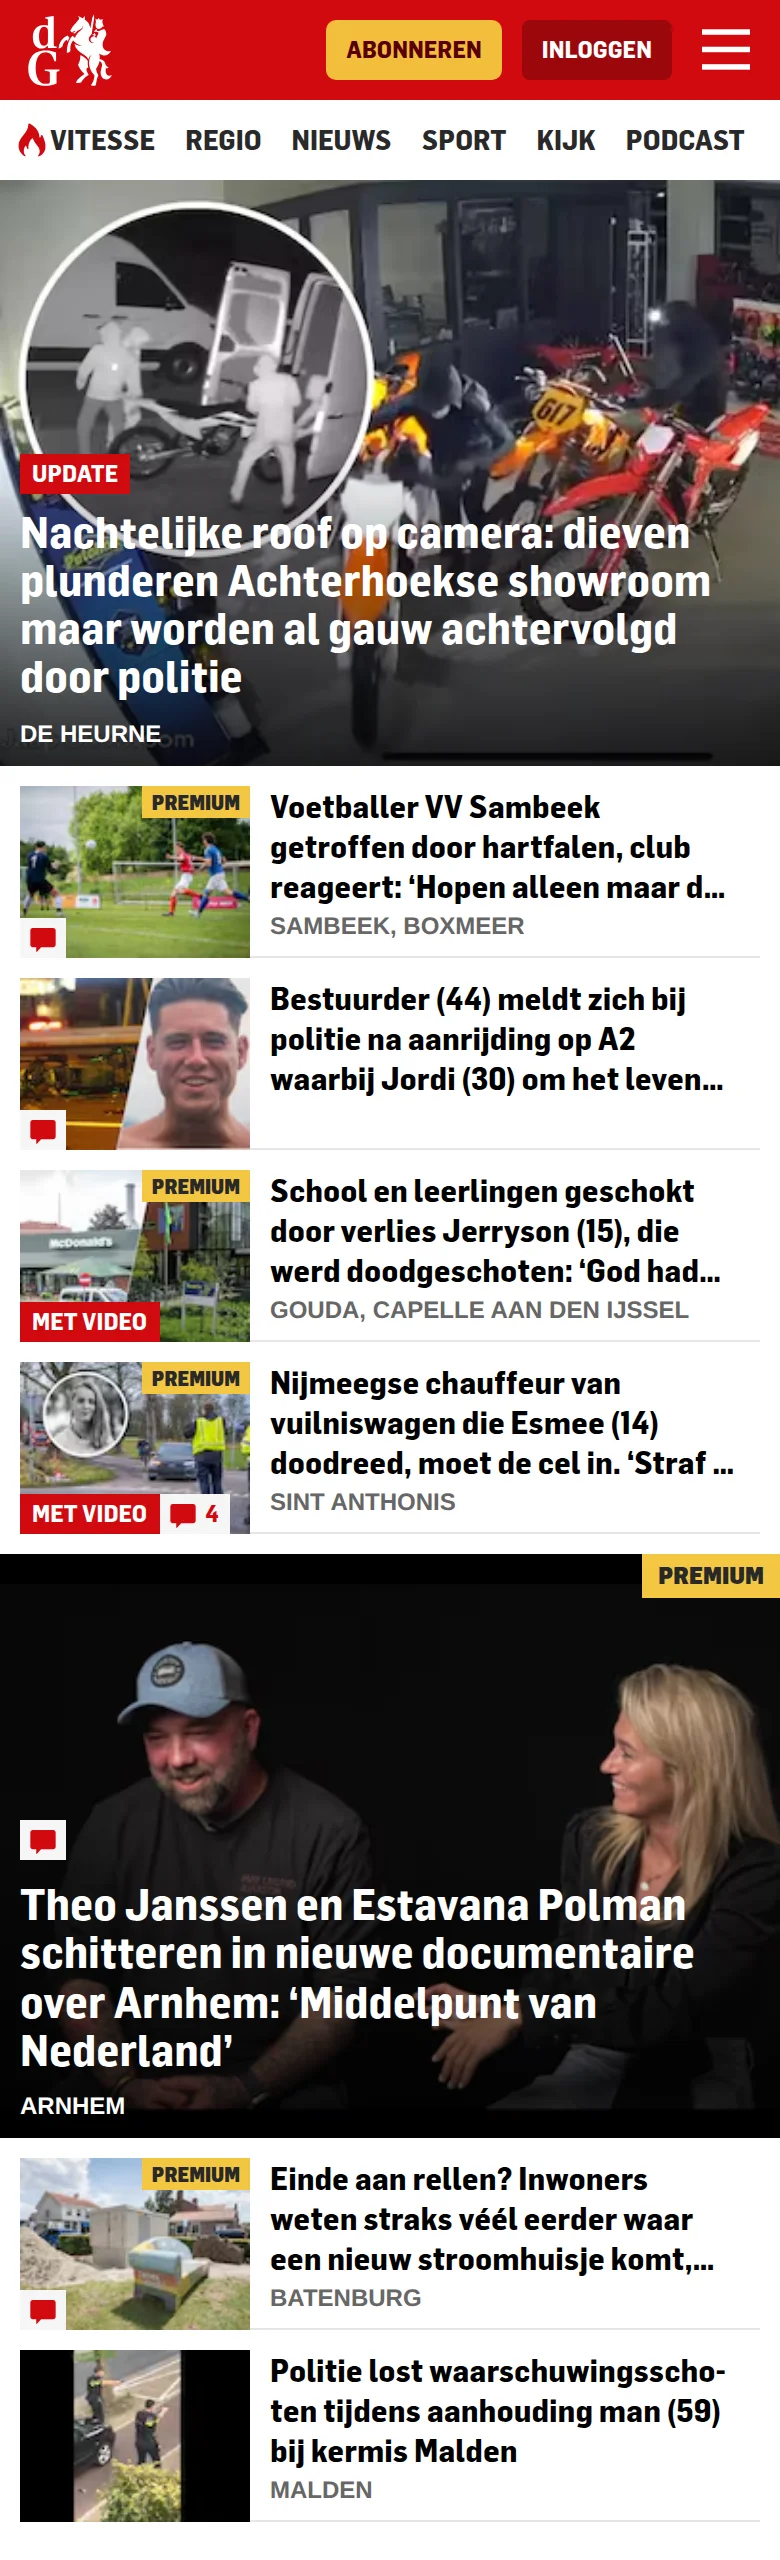 dG
ABONNEREN
INLOGGEN
VITESSE
REGIO
NIEUWS
SPORT
KIJK
PODCAST
617
UPDATE
Nachtelijke roof op camera: dieven
plunderen Achterhoekse showroom
maar worden al gauw achtervolgd
door politie
DE HEURNE
PREMIUM
Voetballer VV Sambeek
getroffen door hartfalen, club
reageert: ‘Hopen alleen maar d...
SAMBEEK, BOXMEER
Bestuurder (44) meldt zich bij
politie na aanrijding op A2
waarbij Jordi (30) om het leven...
PREMIUM
McDonald's
MET VIDEO
School en leerlingen geschokt
door verlies Jerryson (15), die
werd doodgeschoten: ‘God had...
GOUDA, CAPELLE AAN DEN IJSSEL
PREMIUM
MET VIDEO
4
Nijmeegse chauffeur van
vuilniswagen die Esmee (14)
doodreed, moet de cel in. ‘Straf ...
SINT ANTHONIS
PREMIUM
Theo Janssen en Estavana Polman
schitteren in nieuwe documentaire
over Arnhem: ‘Middelpunt van
Nederland’
ARNHEM
PREMIUM
Einde aan rellen? Inwoners
weten straks véél eerder waar
een nieuw stroomhuisje komt,...
BATENBURG
Politie lost waarschuwingsscho-
ten tijdens aanhouding man (59)
bij kermis Malden
MALDEN